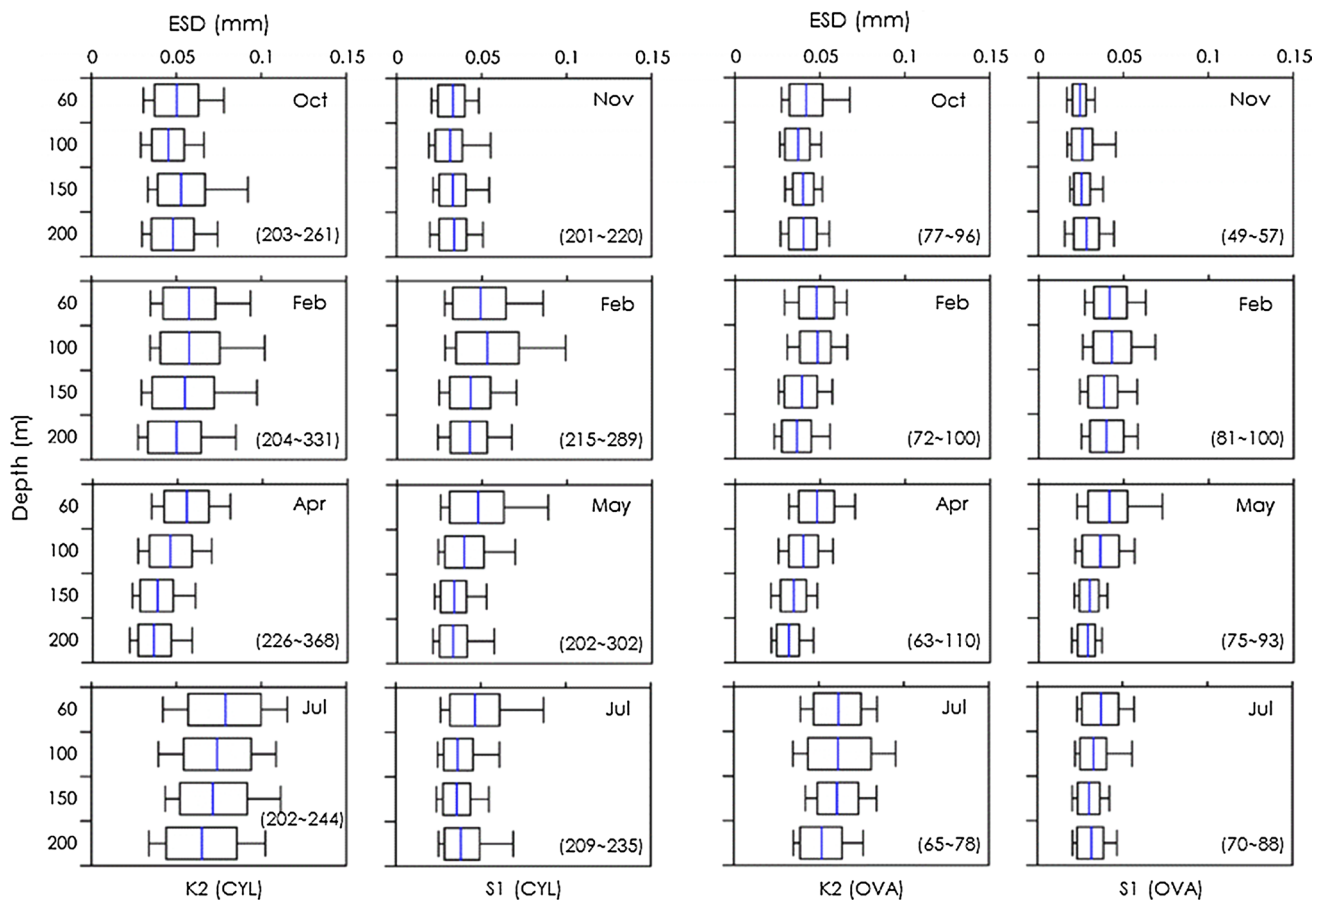 ESD (mm) ESD (mm)
0 0.05 0.1 0.15 0 0.05 0.1 0.15 0 0.05 0.1 0.15 0 0.05 0.1 0.15
60 Oct Nov Oct Nov
100
150
200 (203~261) (201~220) (77~96) (49~57)
60 Feb Feb Feb Feb
100
150
200 (204~331) (215~289) (72~100) (81~100)
Depth (m)
60 Apr May Apr May
100
150
200 (226~368) (202~302) (63~110) (75~93)
60 Jul Jul Jul Jul
100
150 (202~244)
200 (209~235) (65~78) (70~88)
K2 (CYL) S1 (CYL) K2 (OVA) S1 (OVA)